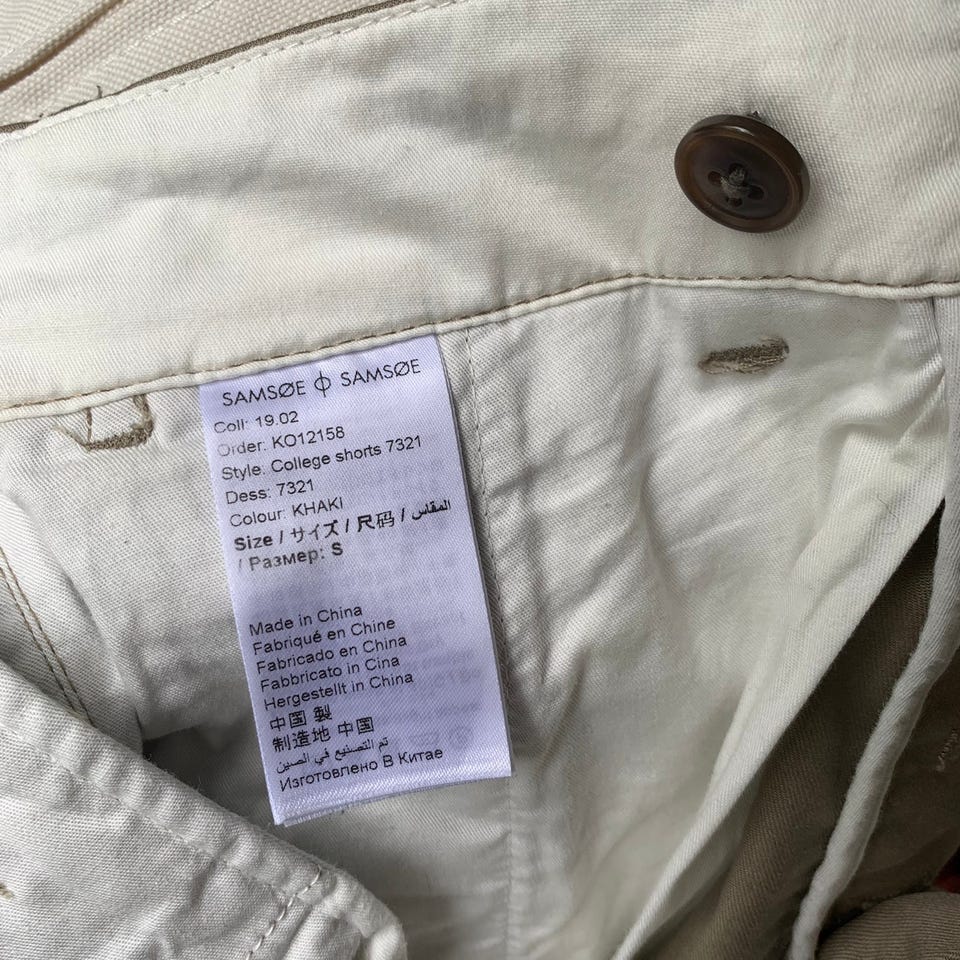 SAMSØE ф SAMSØE
Coll: 19.02
Order: KO12158
Style. College shorts 7321
Dess: 7321
Colour: KHAKI
Size / サイズ / 尺码 / المقاس
/ Размер: S
Made in China
Fabriqué en Chine
Fabricado en China
Fabbricato in Cina
Hergestellt in China
中国 製
制造地 中国
تم التصنيع في الصين
Изготовлено В Китае